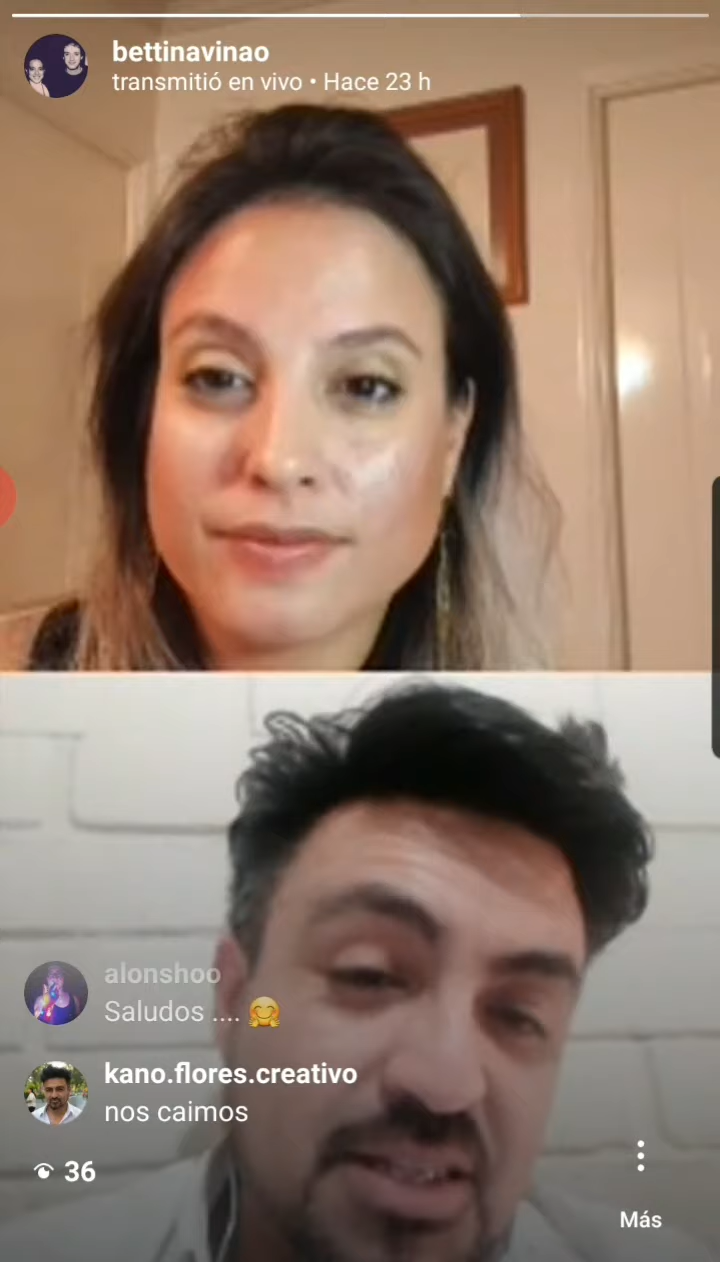 bettinavinao
transmitió en vivo • Hace 23 h
alonshoo
Saludos .... 🤗
kano.flores.creativo
nos caimos
36
Más